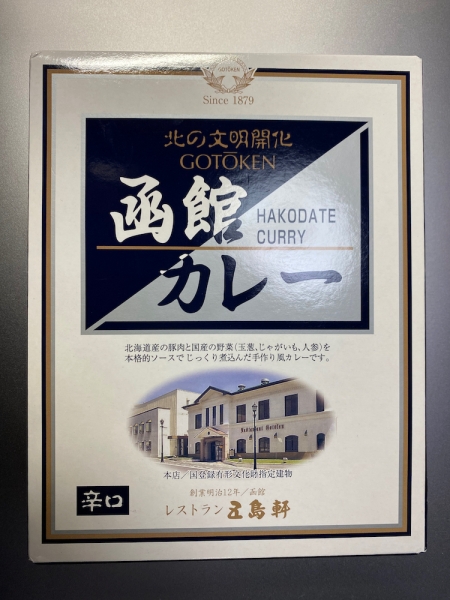 GOTOKEN
Since 1879
北の文明開化
GOTŌKEN
函館
HAKODATE
CURRY
カレー
北海道産の豚肉と国産の野菜(玉葱、じゃがいも、人参)を
本格的ソースでじっくり煮込んだ手作り風カレーです。
Restaurant Gotoken
本店／国登録有形文化財指定建物
創業明治12年／函館
辛口
レストラン 五島軒